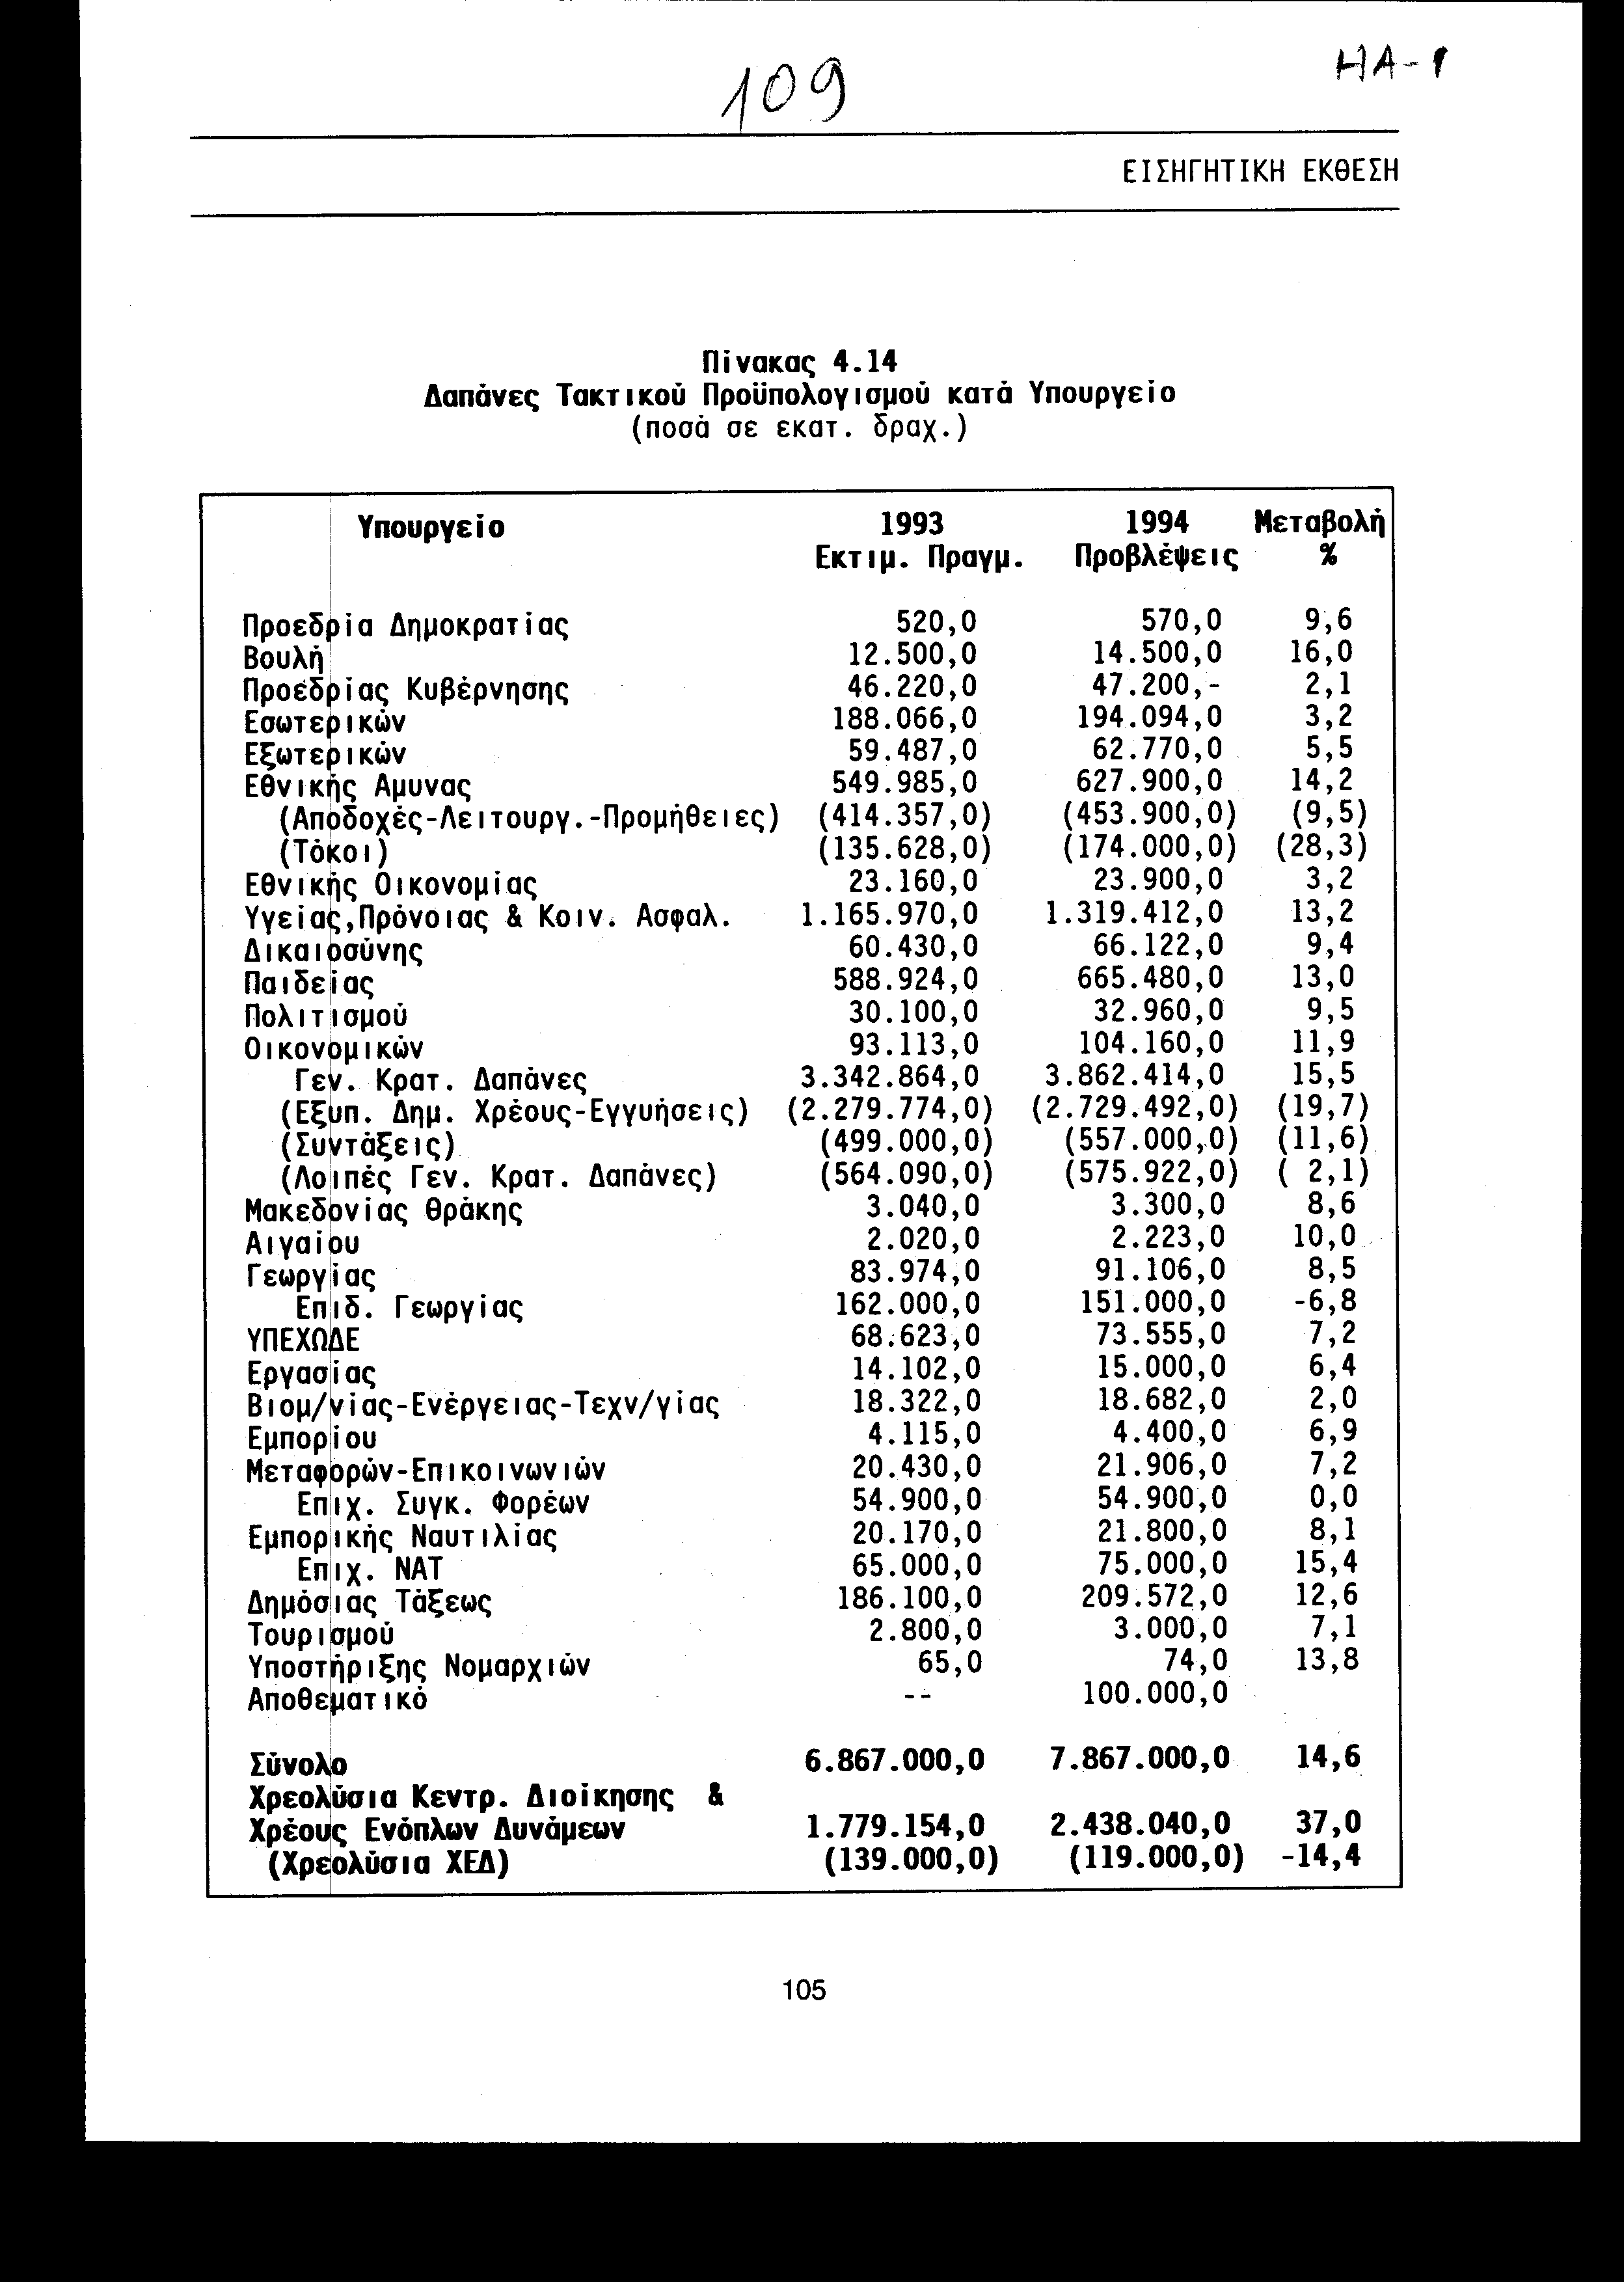 109
HA-1
ΕΙΣΗΓΗΤΙΚΗ ΕΚΘΕΣΗ
Πίνακας 4.14
Δαπάνες Τακτικού Προϋπολογισμού κατά Υπουργείο
(ποσά σε εκατ. δραχ.)
Υπουργείο 1993 1994 Μεταβολή
Εκτιμ. Πραγμ. Προβλέψεις %
Προεδρία Δημοκρατίας 520,0 570,0 9,6
Βουλή 12.500,0 14.500,0 16,0
Προεδρίας Κυβέρνησης 46.220,0 47.200,- 2,1
Εσωτερικών 188.066,0 194.094,0 3,2
Εξωτερικών 59.487,0 62.770,0 5,5
Εθνικής Αμυνας 549.985,0 627.900,0 14,2
(Αποδοχές-Λειτουργ.-Προμήθειες) (414.357,0) (453.900,0) (9,5)
(Τόκοι) (135.628,0) (174.000,0) (28,3)
Εθνικής Οικονομίας 23.160,0 23.900,0 3,2
Υγείας,Πρόνοιας & Κοιν. Ασφαλ. 1.165.970,0 1.319.412,0 13,2
Δικαιοσύνης 60.430,0 66.122,0 9,4
Παιδείας 588.924,0 665.480,0 13,0
Πολιτισμού 30.100,0 32.960,0 9,5
Οικονομικών 93.113,0 104.160,0 11,9
Γεν. Κρατ. Δαπάνες 3.342.864,0 3.862.414,0 15,5
(Εξυπ. Δημ. Χρέους-Εγγυήσεις) (2.279.774,0) (2.729.492,0) (19,7)
(Συντάξεις) (499.000,0) (557.000,0) (11,6)
(Λοιπές Γεν. Κρατ. Δαπάνες) (564.090,0) (575.922,0) ( 2,1)
Μακεδονίας Θράκης 3.040,0 3.300,0 8,6
Αιγαίου 2.020,0 2.223,0 10,0
Γεωργίας 83.974,0 91.106,0 8,5
Επιδ. Γεωργίας 162.000,0 151.000,0 -6,8
ΥΠΕΧΩΔΕ 68.623,0 73.555,0 7,2
Εργασίας 14.102,0 15.000,0 6,4
Βιομ/νίας-Ενέργειας-Τεχν/γίας 18.322,0 18.682,0 2,0
Εμπορίου 4.115,0 4.400,0 6,9
Μεταφορών-Επικοινωνιών 20.430,0 21.906,0 7,2
Επιχ. Συγκ. Φορέων 54.900,0 54.900,0 0,0
Εμπορικής Ναυτιλίας 20.170,0 21.800,0 8,1
Επιχ. ΝΑΤ 65.000,0 75.000,0 15,4
Δημόσιας Τάξεως 186.100,0 209.572,0 12,6
Τουρισμού 2.800,0 3.000,0 7,1
Υποστήριξης Νομαρχιών 65,0 74,0 13,8
Αποθεματικό -- 100.000,0
Σύνολο 6.867.000,0 7.867.000,0 14,6
Χρεολύσια Κεντρ. Διοίκησης &
Χρέους Ενόπλων Δυνάμεων 1.779.154,0 2.438.040,0 37,0
(Χρεολύσια ΧΕΔ) (139.000,0) (119.000,0) -14,4
105